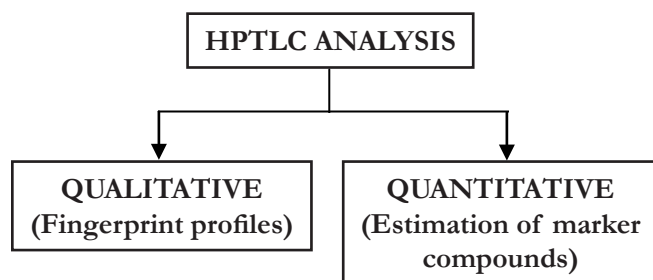 HPTLC ANALYSIS
QUALITATIVE
(Fingerprint profiles)
QUANTITATIVE
(Estimation of marker
compounds)